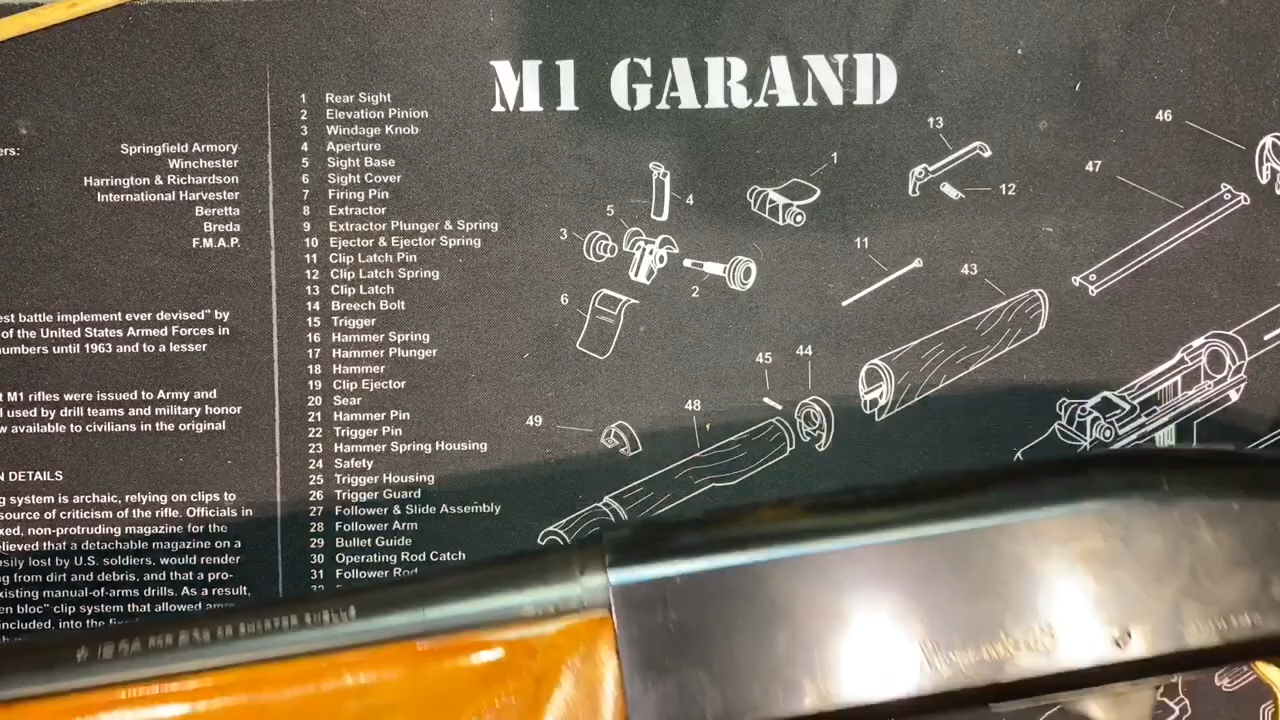 M1 GARAND
ers:
Springfield Armory
Winchester
Harrington & Richardson
International Harvester
Beretta
Breda
F.M.A.P.
est battle implement ever devised" by
of the United States Armed Forces in
numbers until 1963 and to a lesser
t M1 rifles were issued to Army and
l used by drill teams and military honor
w available to civilians in the original
N DETAILS
g system is archaic, relying on clips to
source of criticism of the rifle. Officials in
xed, non-protruding magazine for the
elieved that a detachable magazine on a
asily lost by U.S. soldiers, would render
ng from dirt and debris, and that a pro-
xisting manual-of-arms drills. As a result,
en bloc" clip system that allowed
included, into the
1 Rear Sight
2 Elevation Pinion
3 Windage Knob
4 Aperture
5 Sight Base
6 Sight Cover
7 Firing Pin
8 Extractor
9 Extractor Plunger & Spring
10 Ejector & Ejector Spring
11 Clip Latch Pin
12 Clip Latch Spring
13 Clip Latch
14 Breech Bolt
15 Trigger
16 Hammer Spring
17 Hammer Plunger
18 Hammer
19 Clip Ejector
20 Sear
21 Hammer Pin
22 Trigger Pin
23 Hammer Spring Housing
24 Safety
25 Trigger Housing
26 Trigger Guard
27 Follower & Slide Assembly
28 Follower Arm
29 Bullet Guide
30 Operating Rod Catch
31 Follower Rod
13
46
1
47
12
4
5
3
11
43
2
6
45
44
48
49